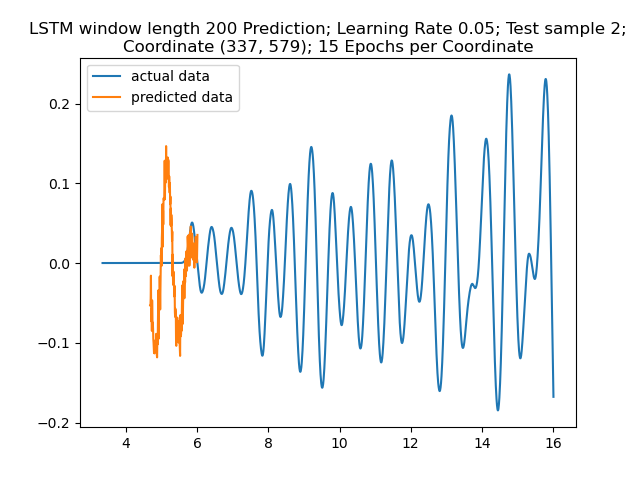 LSTM window length 200 Prediction; Learning Rate 0.05; Test sample 2;
Coordinate (337, 579); 15 Epochs per Coordinate
actual data
predicted data
0.2
0.1
0.0
−0.1
−0.2
4 6 8 10 12 14 16